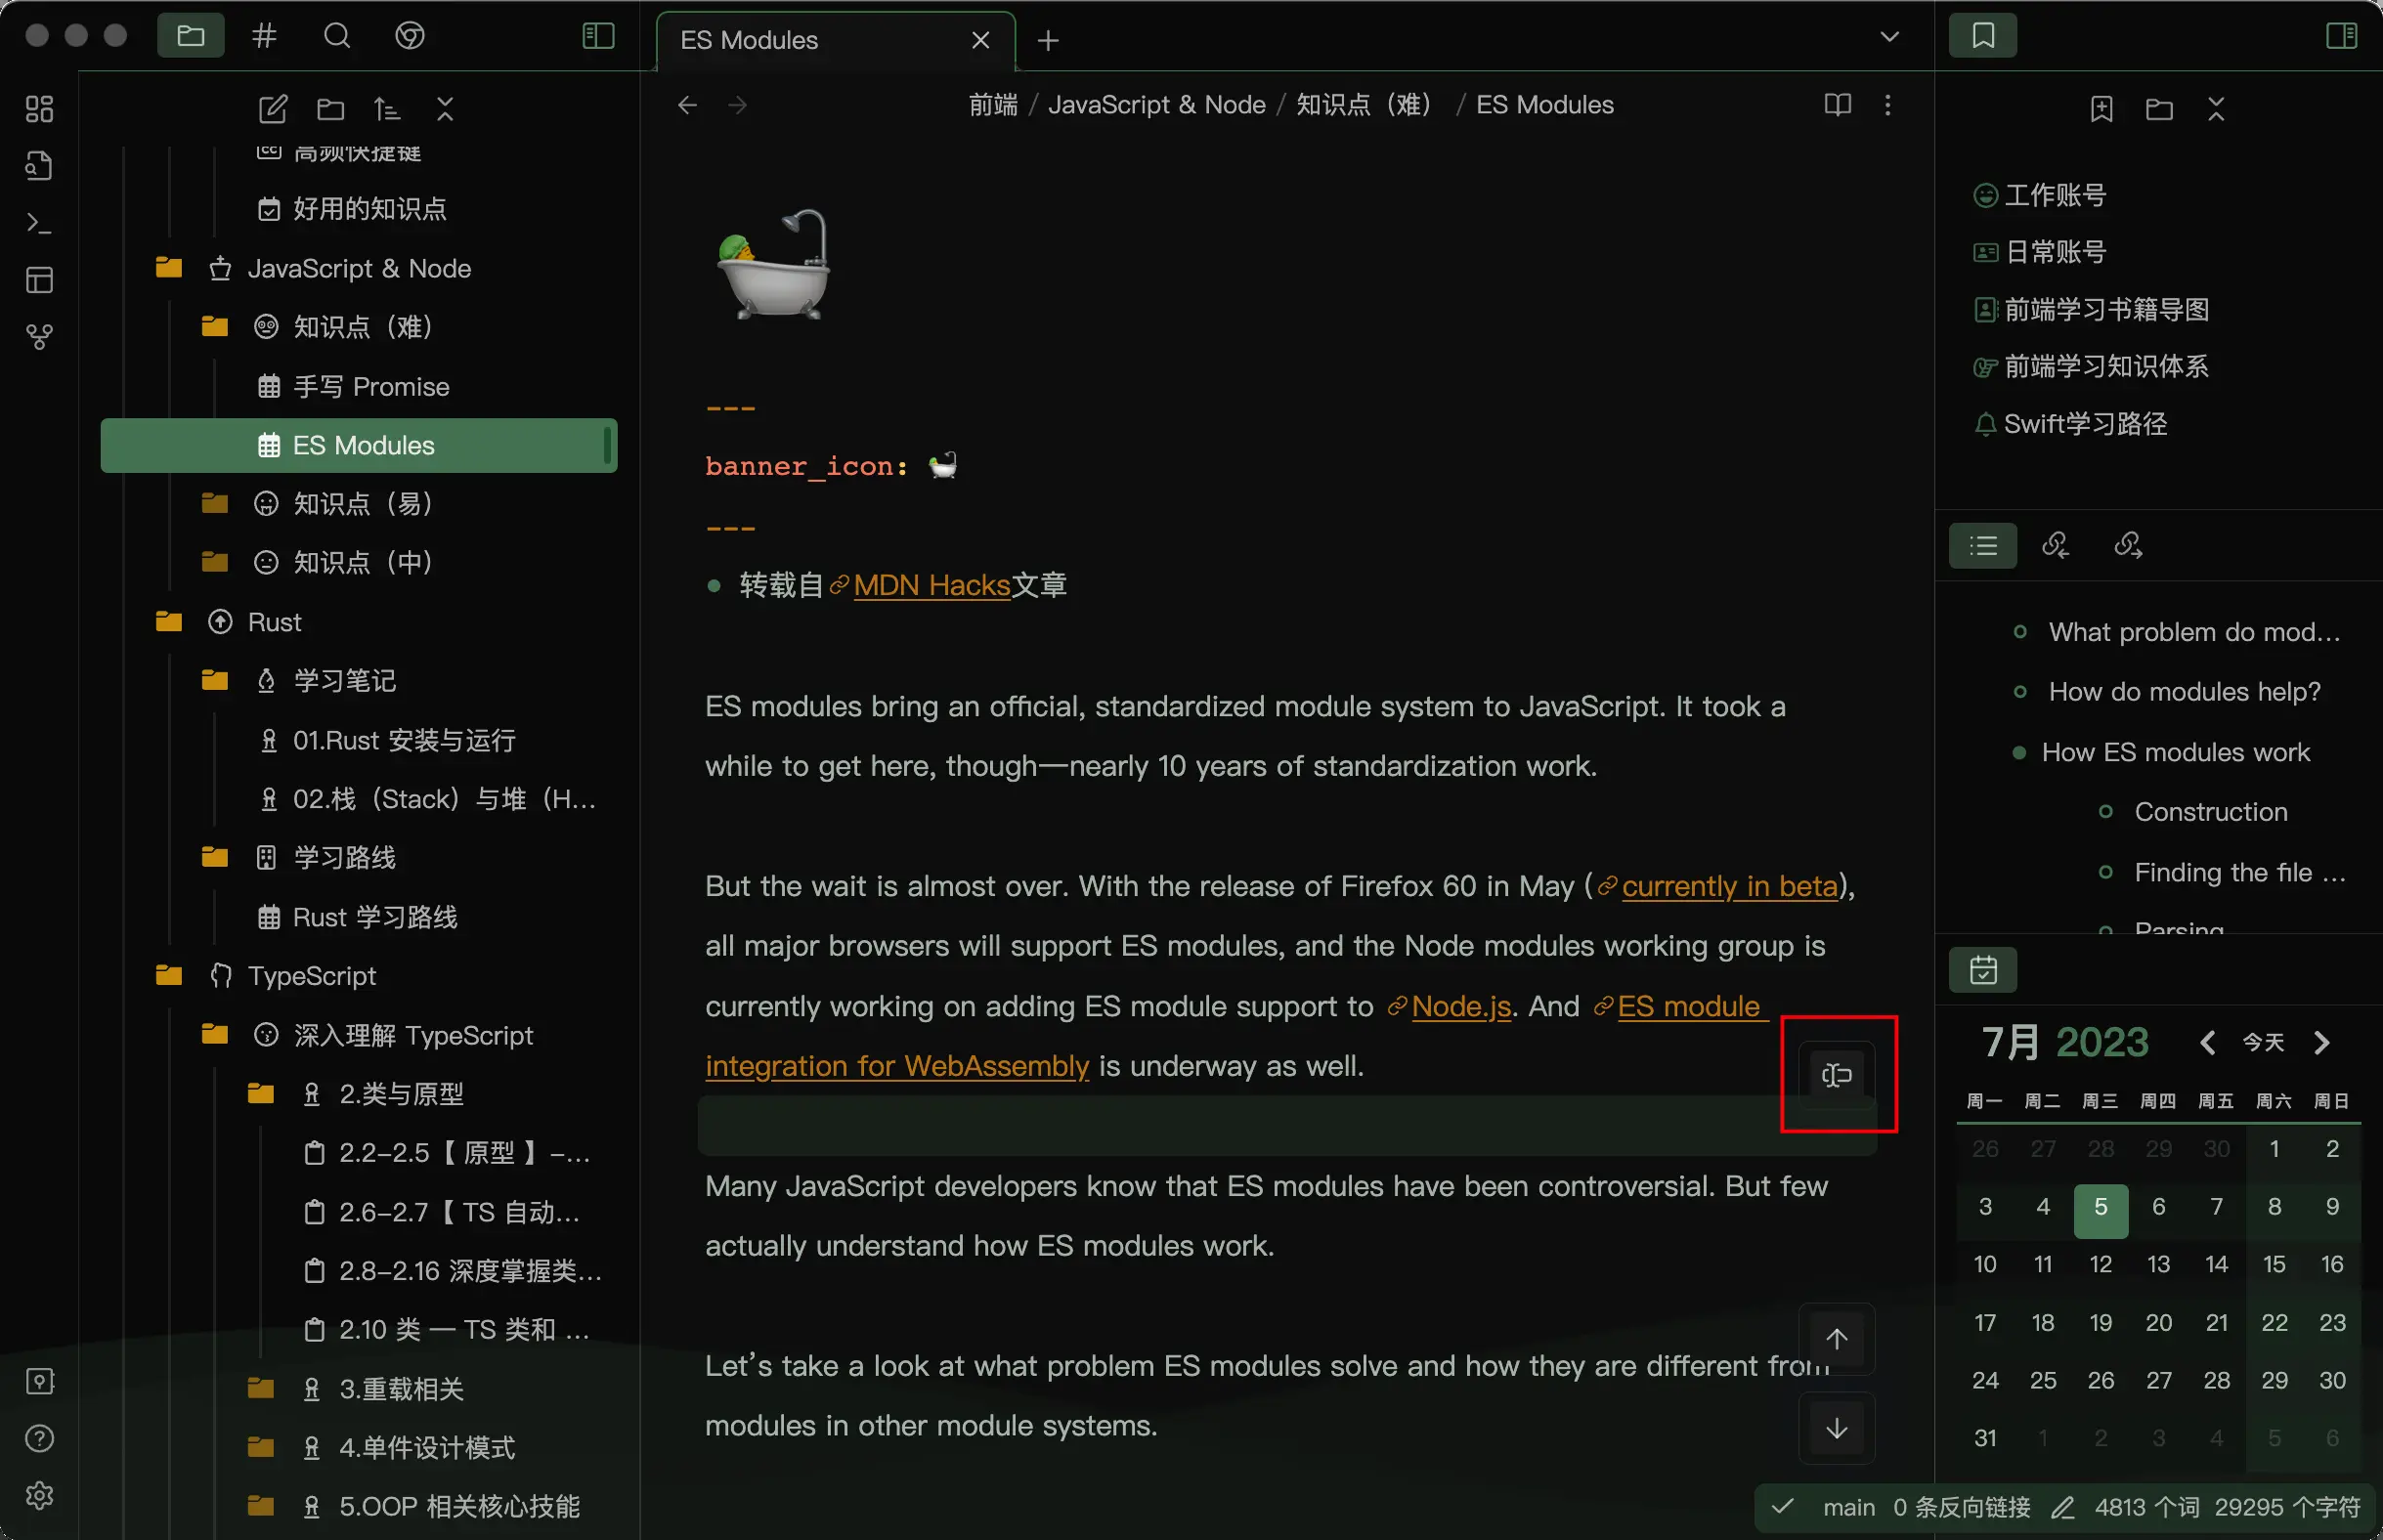 ES Modules
前端 / JavaScript & Node / 知识点（难） / ES Modules
高频快捷键
好用的知识点
JavaScript & Node
知识点（难）
手写 Promise
ES Modules
知识点（易）
知识点（中）
Rust
学习笔记
01.Rust 安装与运行
02.栈（Stack）与堆（H...
学习路线
Rust 学习路线
TypeScript
深入理解 TypeScript
2.类与原型
2.2-2.5【 原型 】-...
2.6-2.7【 TS 自动...
2.8-2.16 深度掌握类...
2.10 类 — TS 类和 ...
3.重载相关
4.单件设计模式
5.OOP 相关核心技能
---
banner_icon:
---
转载自MDN Hacks文章
ES modules bring an official, standardized module system to JavaScript. It took a
while to get here, though—nearly 10 years of standardization work.
But the wait is almost over. With the release of Firefox 60 in May (currently in beta),
all major browsers will support ES modules, and the Node modules working group is
currently working on adding ES module support to Node.js. And ES module
integration for WebAssembly is underway as well.
Many JavaScript developers know that ES modules have been controversial. But few
actually understand how ES modules work.
Let's take a look at what problem ES modules solve and how they are different from
modules in other module systems.
工作账号
日常账号
前端学习书籍导图
前端学习知识体系
Swift学习路径
What problem do mod...
How do modules help?
How ES modules work
Construction
Finding the file ...
Parsing
7月 2023 今天
周一 周二 周三 周四 周五 周六 周日
26 27 28 29 30 1 2
3 4 5 6 7 8 9
10 11 12 13 14 15 16
17 18 19 20 21 22 23
24 25 26 27 28 29 30
31 1 2 3 4 5 6
main 0 条反向链接 4813 个词 29295 个字符